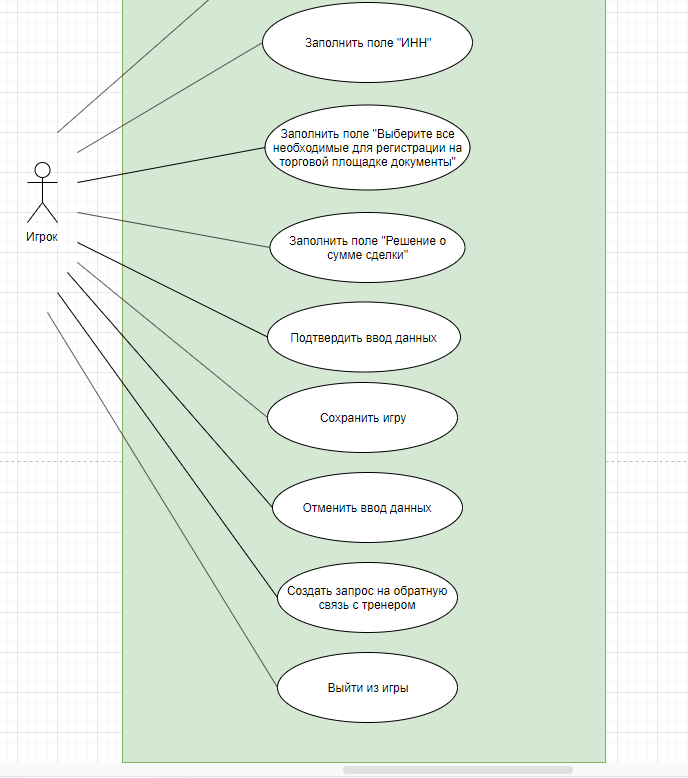 Заполнить поле "ИНН"
Заполнить поле "Выберите все
необходимые для регистрации на
торговой площадке документы"
Игрок
Заполнить поле "Решение о
сумме сделки"
Подтвердить ввод данных
Сохранить игру
Отменить ввод данных
Создать запрос на обратную
связь с тренером
Выйти из игры